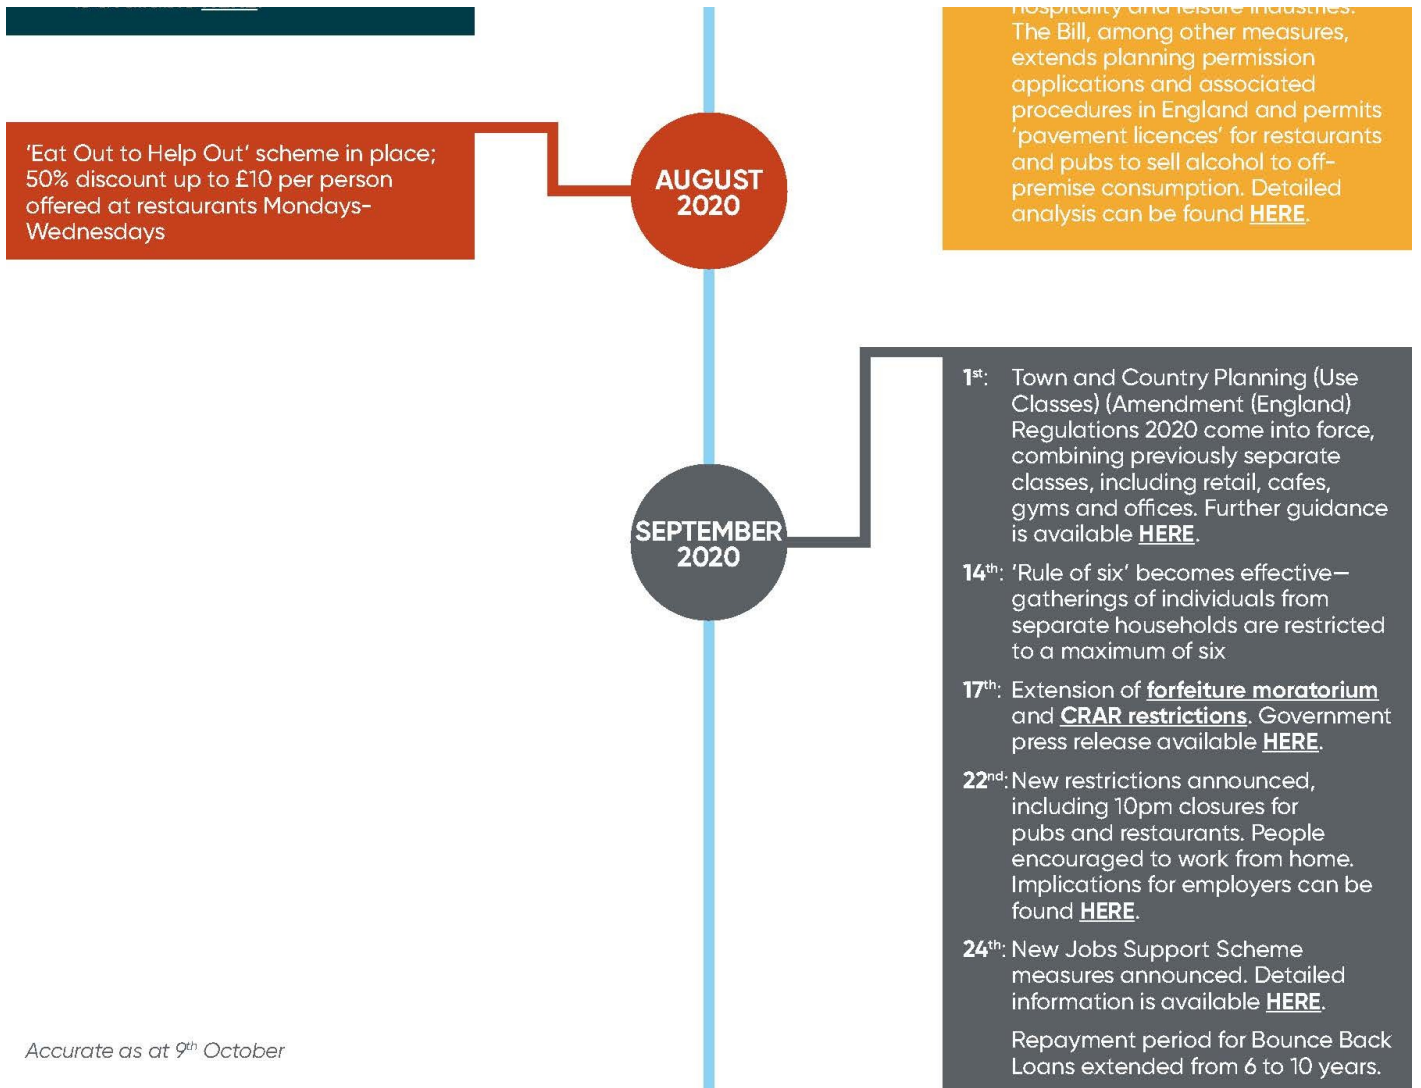 HERE
hospitality and leisure industries.
The Bill, among other measures,
extends planning permission
applications and associated
procedures in England and permits
‘pavement licences’ for restaurants
and pubs to sell alcohol to off-
premise consumption. Detailed
analysis can be found HERE.
‘Eat Out to Help Out’ scheme in place;
50% discount up to £10 per person
offered at restaurants Mondays-
Wednesdays
AUGUST
2020
SEPTEMBER
2020
1st: Town and Country Planning (Use
Classes) (Amendment (England)
Regulations 2020 come into force,
combining previously separate
classes, including retail, cafes,
gyms and offices. Further guidance
is available HERE.
14th: ‘Rule of six’ becomes effective—
gatherings of individuals from
separate households are restricted
to a maximum of six
17th: Extension of forfeiture moratorium
and CRAR restrictions. Government
press release available HERE.
22nd: New restrictions announced,
including 10pm closures for
pubs and restaurants. People
encouraged to work from home.
Implications for employers can be
found HERE.
24th: New Jobs Support Scheme
measures announced. Detailed
information is available HERE.
Repayment period for Bounce Back
Loans extended from 6 to 10 years.
Accurate as at 9th October